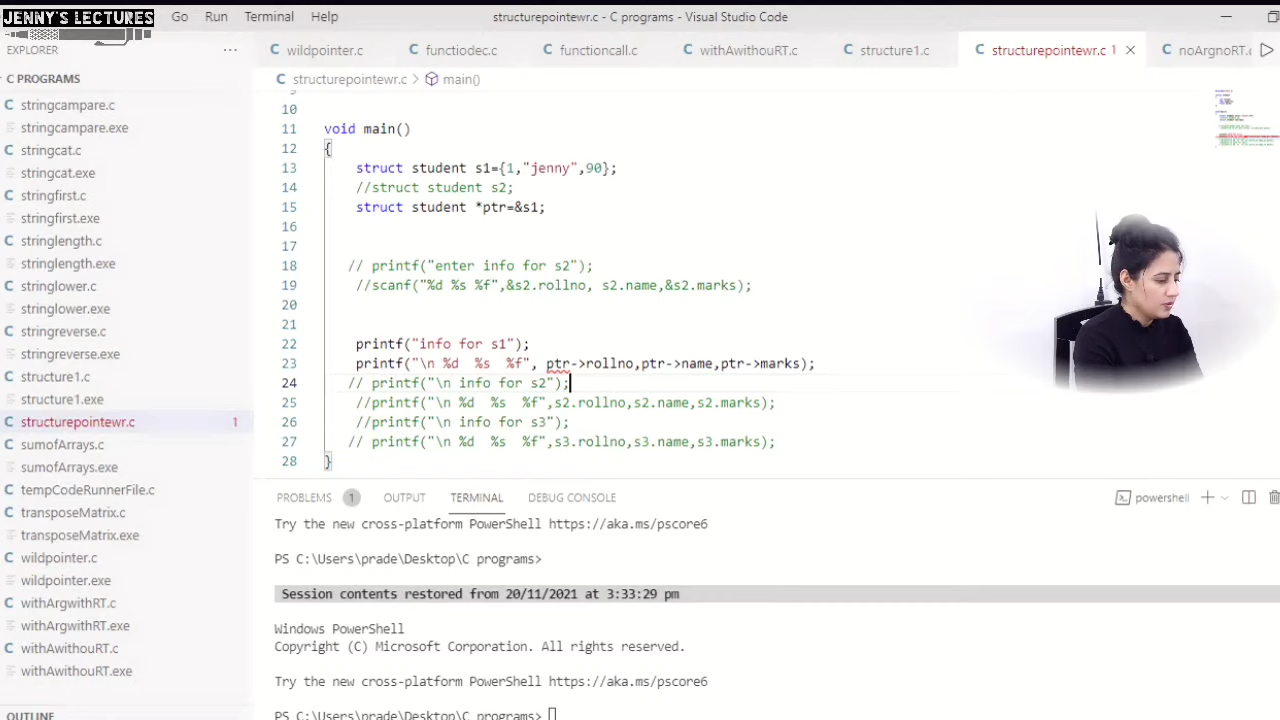 JENNY'S LECTURES
Go Run Terminal Help
structurepointewr.c - C programs - Visual Studio Code
EXPLORER
wildpointer.c functiodec.c functioncall.c withAwithouRT.c structure1.c structurepointewr.c 1 noArgnoRT.c
C PROGRAMS
structurepointewr.c > main()
stringcampare.c
stringcampare.exe
stringcat.c
stringcat.exe
stringfirst.c
stringfirst.exe
stringlength.c
stringlength.exe
stringlower.c
stringlower.exe
stringreverse.c
stringreverse.exe
structure1.c
structure1.exe
structurepointewr.c 1
sumofArrays.c
sumofArrays.exe
tempCodeRunnerFile.c
transposeMatrix.c
transposeMatrix.exe
wildpointer.c
wildpointer.exe
withArgwithRT.c
withArgwithRT.exe
withAwithouRT.c
withAwithouRT.exe
OUTLINE
9
10
11 void main()
12 {
13 struct student s1={1,"jenny",90};
14 //struct student s2;
15 struct student *ptr=&s1;
16
17
18 // printf("enter info for s2");
19 //scanf("%d %s %f",&s2.rollno, s2.name,&s2.marks);
20
21
22 printf("info for s1");
23 printf("\n %d  %s  %f", ptr->rollno,ptr->name,ptr->marks);
24 // printf("\n info for s2");
25 //printf("\n %d  %s  %f",s2.rollno,s2.name,s2.marks);
26 //printf("\n info for s3");
27 // printf("\n %d  %s  %f",s3.rollno,s3.name,s3.marks);
28 }
PROBLEMS 1 OUTPUT TERMINAL DEBUG CONSOLE powershell
Try the new cross-platform PowerShell https://aka.ms/pscore6
PS C:\Users\prade\Desktop\C programs>
Session contents restored from 20/11/2021 at 3:33:29 pm
Windows PowerShell
Copyright (C) Microsoft Corporation. All rights reserved.
Try the new cross-platform PowerShell https://aka.ms/pscore6
PS C:\Users\prade\Desktop\C programs>